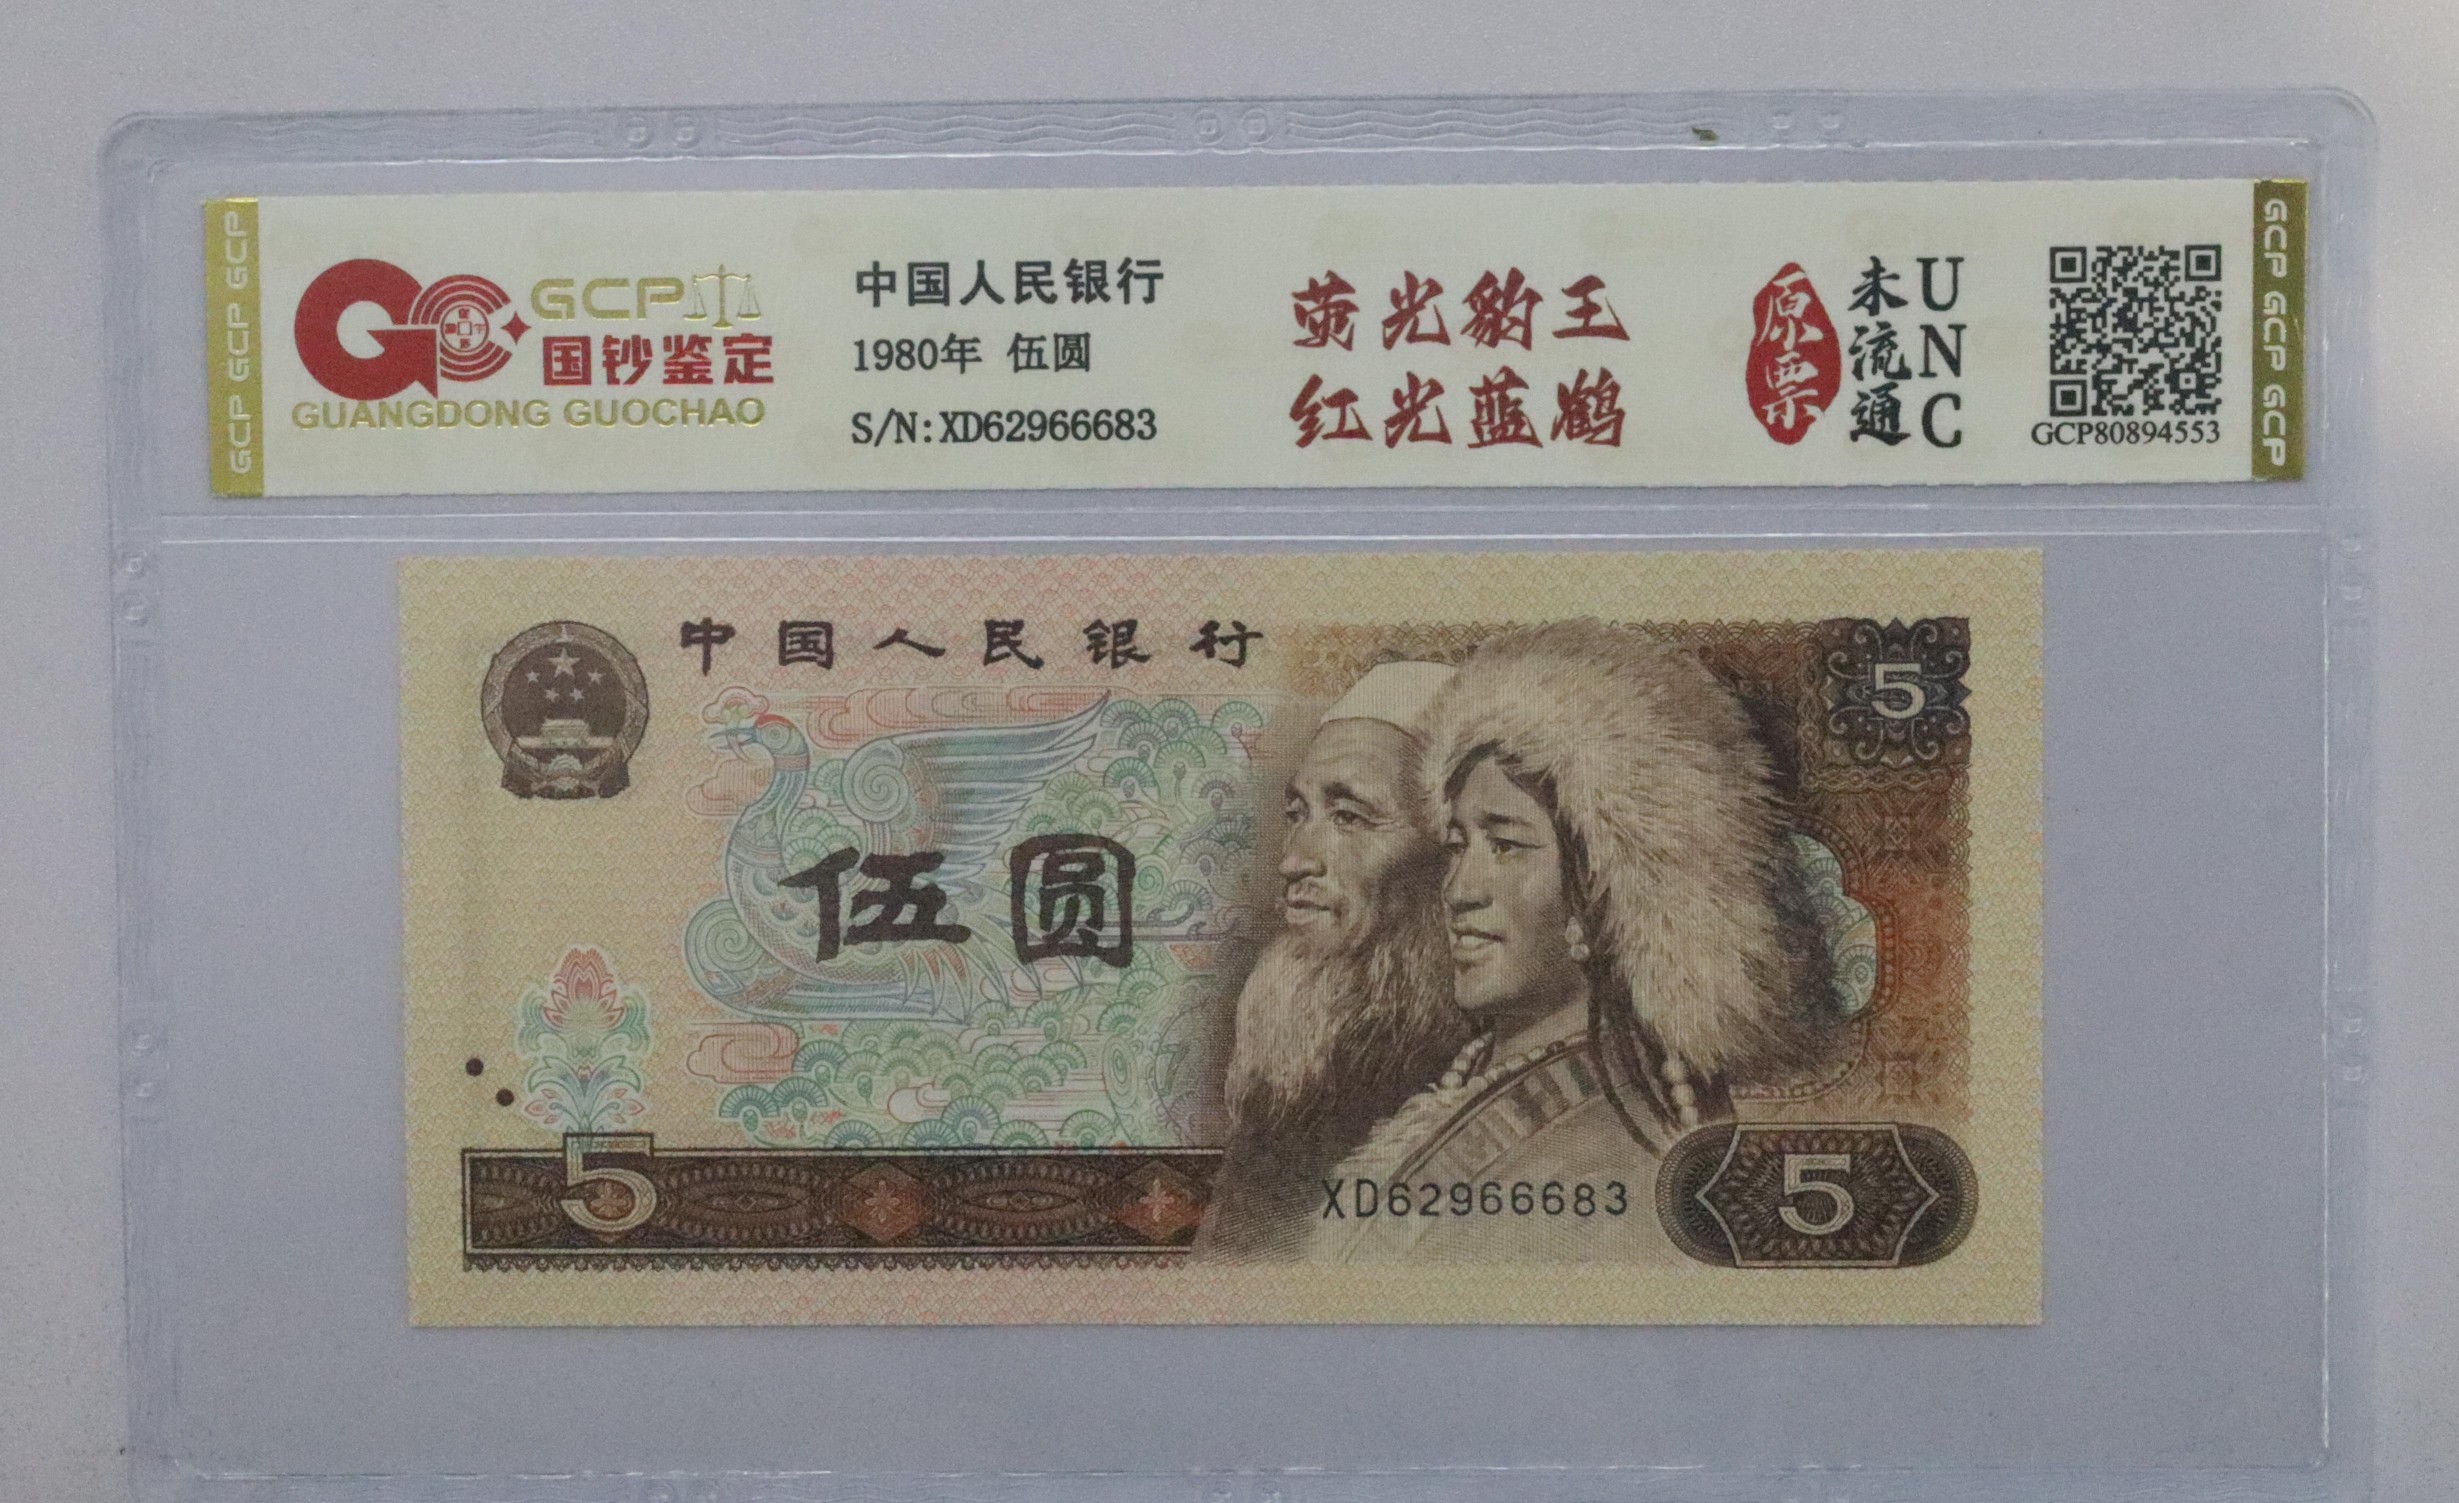 GCP GCP GCP
GCP
国钞鉴定
GUANGDONG GUOCHAO
中国人民银行
1980年 伍圆
S/N:XD62966683
荧光豹王
红光蓝鹤
原票
未流通
UNC
GCP80894553
GCP GCP GCP
中国人民银行
5
伍圆
5
XD62966683
5